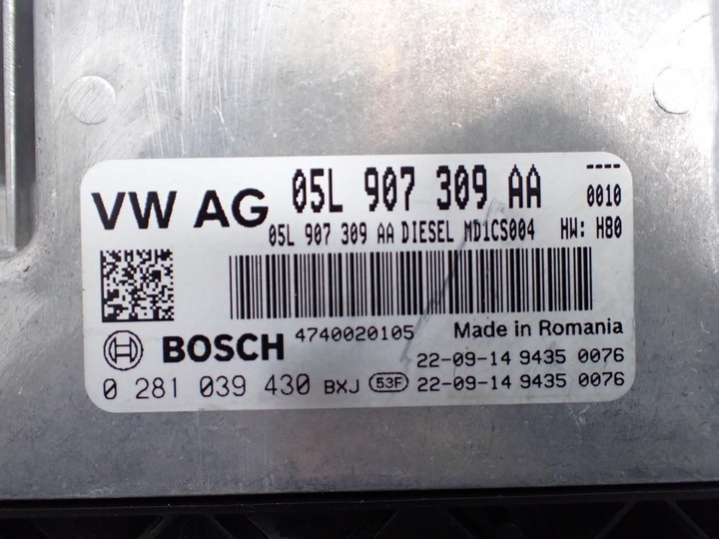 VW AG 05L 907 309 AA ----
0010
05L 907 309 AA DIESEL MD1CS004 HW: H80
BOSCH 4740020105 Made in Romania
22-09-14 9435 0076
0 281 039 430 BXJ 53F 22-09-14 9435 0076